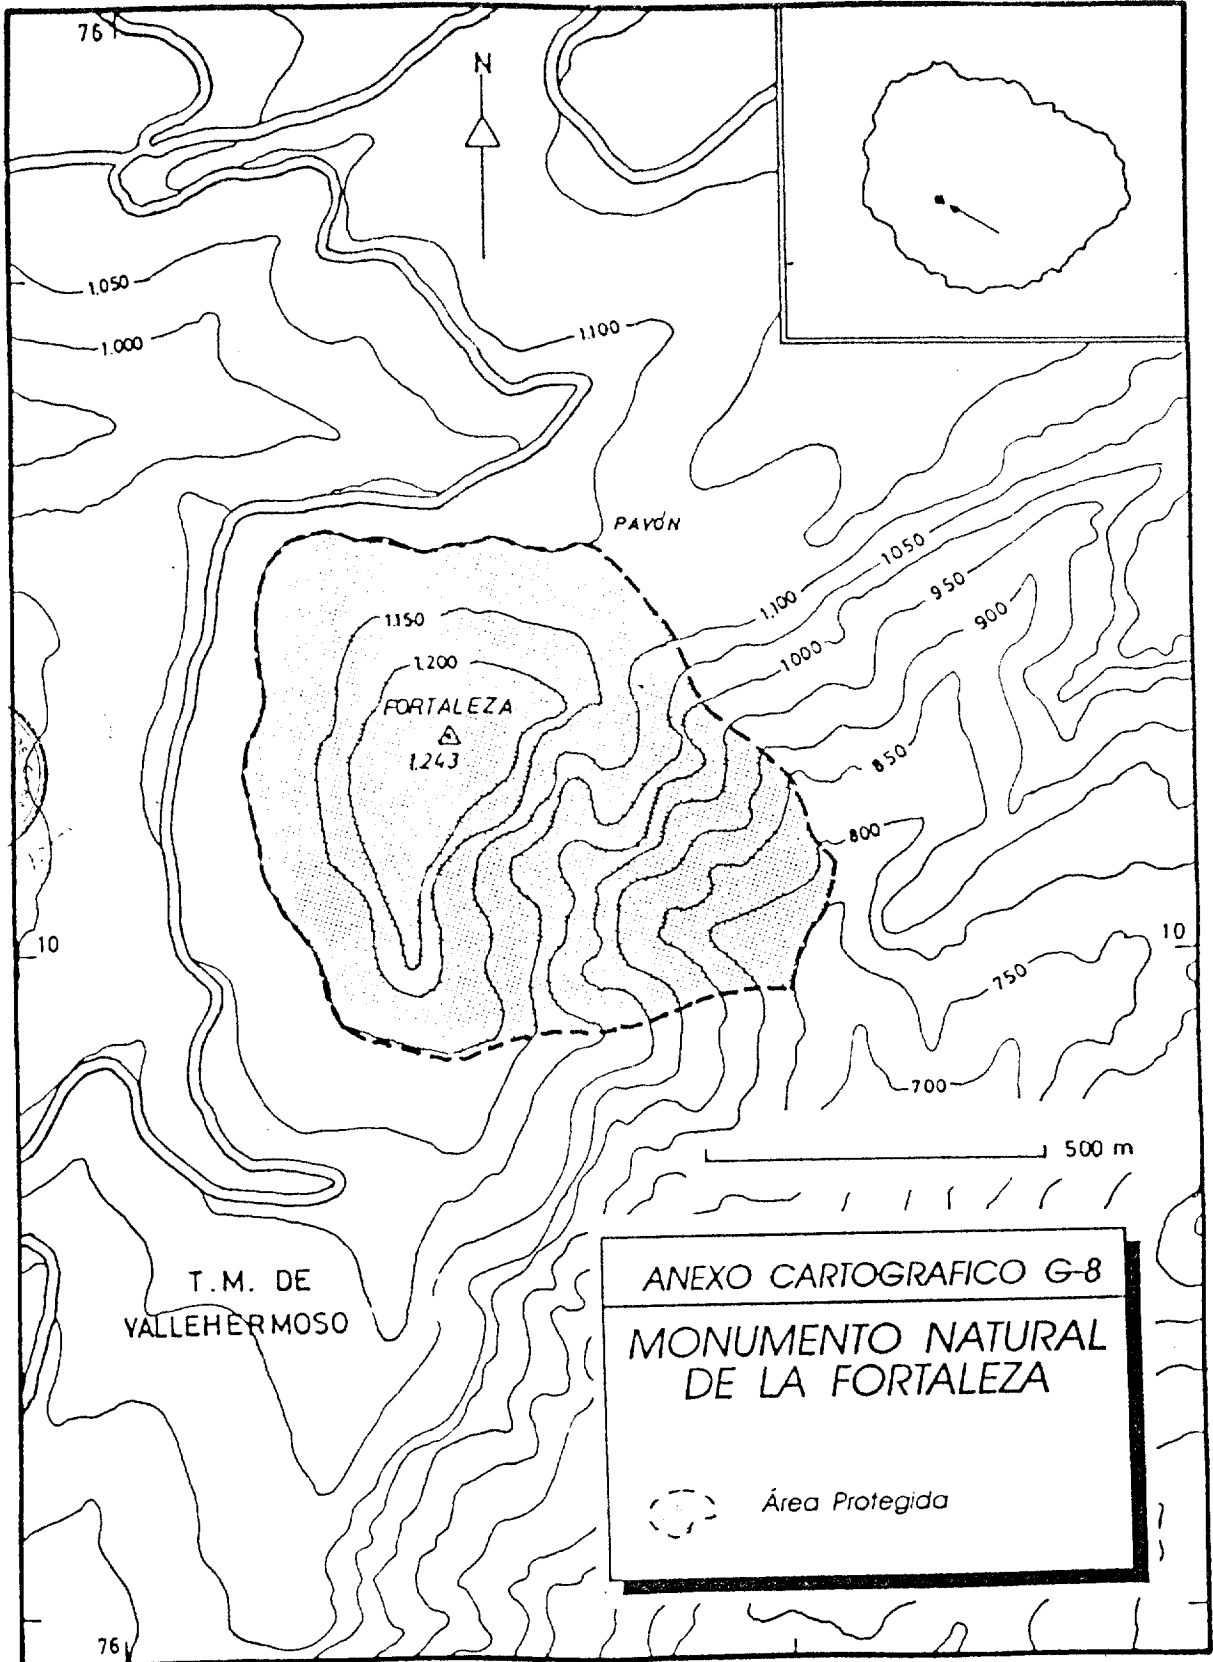 76
N
1.050
1.000
1.100
PAVÓN
1050
950
1.100
900
1.150
1.000
1.200
FORTALEZA
1.243
850
800
10
10
750
700
500 m
T.M. DE
VALLEHERMOSO
ANEXO CARTOGRAFICO G-8
MONUMENTO NATURAL
DE LA FORTALEZA
Área Protegida
76